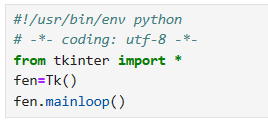 #!/usr/bin/env python
# -*- coding: utf-8 -*-
from tkinter import *
fen=Tk()
fen.mainloop()